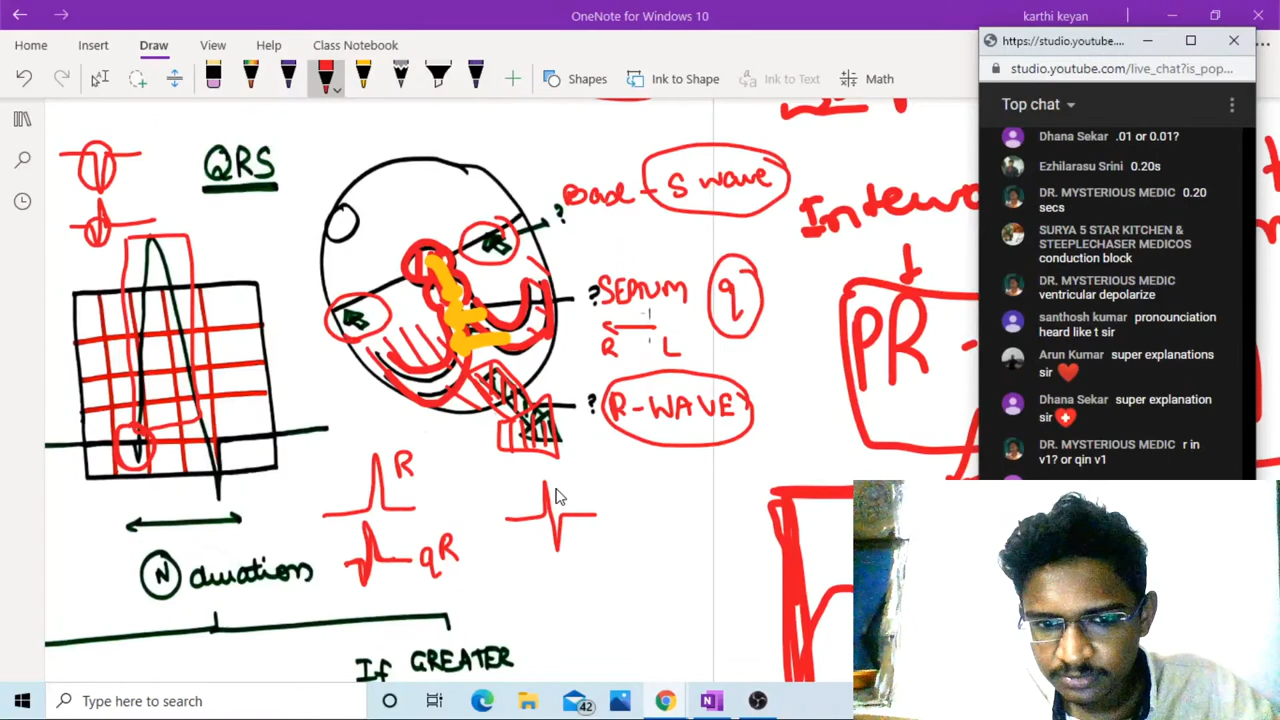 OneNote for Windows 10
karthi keyan
Home
Insert
Draw
View
Help
Class Notebook
Shapes
Ink to Shape
Ink to Text
Math
https://studio.youtube....
studio.youtube.com/live_chat?is_pop...
Top chat
Dhana Sekar .01 or 0.01?
Ezhilarasu Srini 0.20s
DR. MYSTERIOUS MEDIC 0.20
secs
SURYA 5 STAR KITCHEN &
STEEPLECHASER MEDICOS
conduction block
DR. MYSTERIOUS MEDIC
ventricular depolarize
santhosh kumar pronounciation
heard like t sir
Arun Kumar super explanations
sir ❤️
Dhana Sekar super explanation
sir
DR. MYSTERIOUS MEDIC r in
v1? or qin v1
QRS
? Base - S wave
? SEPTUM q
R L
? R-WAVE
R
qR
N durations
If GREATER
PR -
42
Type here to search